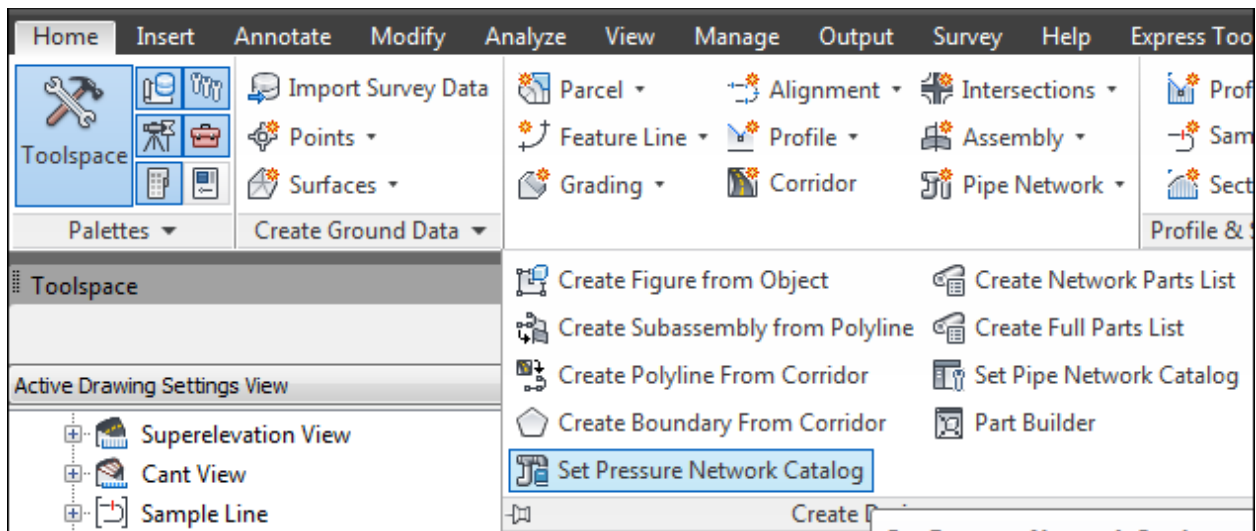 Home Insert Annotate Modify Analyze View Manage Output Survey Help Express Too
Toolspace
Import Survey Data
Points
Surfaces
Parcel
Feature Line
Grading
Alignment
Profile
Corridor
Intersections
Assembly
Pipe Network
Prof
Sam
Sect
Palettes
Create Ground Data
Profile &
Toolspace
Active Drawing Settings View
Superelevation View
Cant View
Sample Line
Create Figure from Object
Create Subassembly from Polyline
Create Polyline From Corridor
Create Boundary From Corridor
Set Pressure Network Catalog
Create Network Parts List
Create Full Parts List
Set Pipe Network Catalog
Part Builder
Create